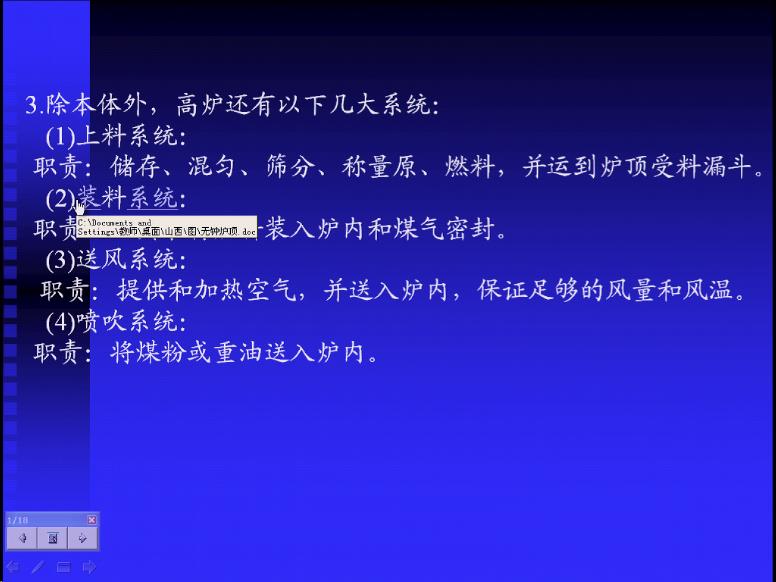 3.除本体外，高炉还有以下几大系统：
(1)上料系统：
职责：储存、混匀、筛分、称量原、燃料，并运到炉顶受料漏斗。
(2)装料系统：
C:\Documents and
Settings\教师\桌面\山西\图\无钟炉顶.doc
职责 装入炉内和煤气密封。
(3)送风系统：
职责：提供和加热空气，并送入炉内，保证足够的风量和风温。
(4)喷吹系统：
职责：将煤粉或重油送入炉内。
1/18